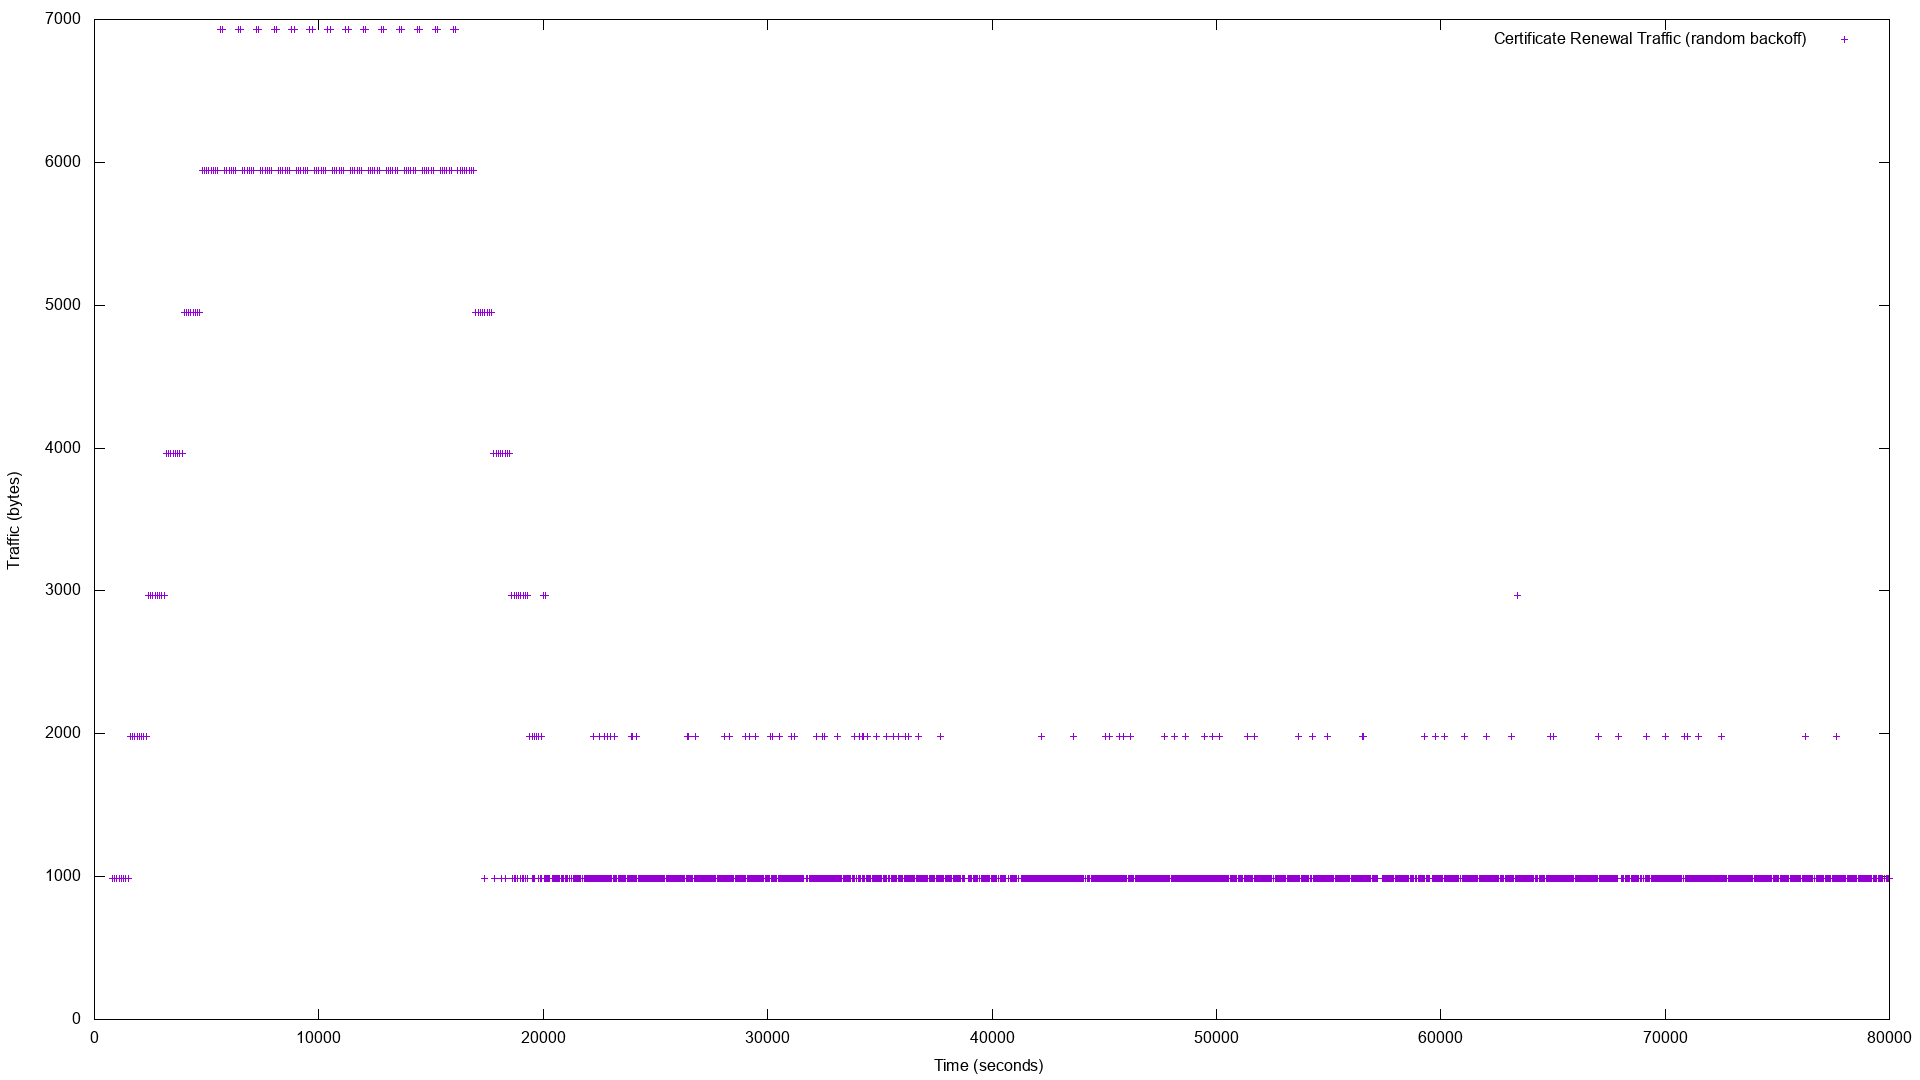 Certificate Renewal Traffic (random backoff)
7000
6000
5000
4000
3000
2000
1000
0
Traffic (bytes)
0 10000 20000 30000 40000 50000 60000 70000 80000
Time (seconds)